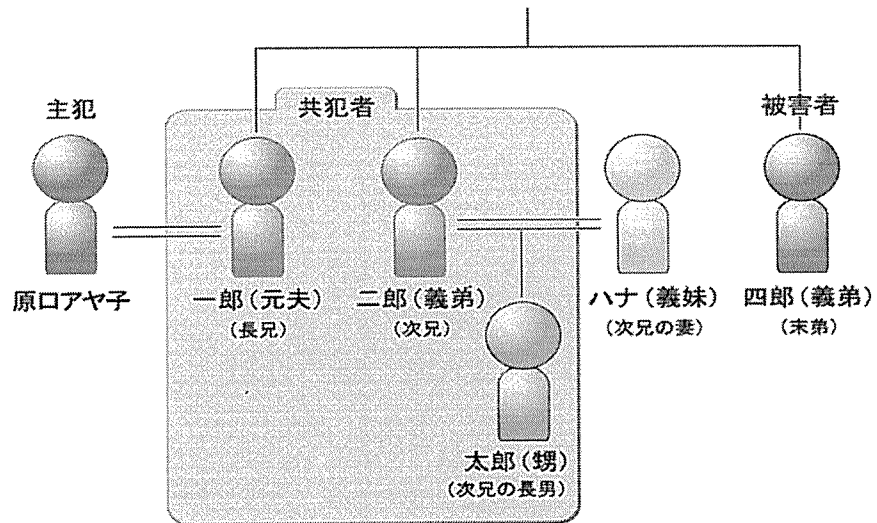 主犯
共犯者
被害者
原口アヤ子
一郎(元夫)
(長兄)
二郎(義弟)
(次兄)
ハナ(義妹)
(次兄の妻)
四郎(義弟)
(末弟)
太郎(甥)
(次兄の長男)